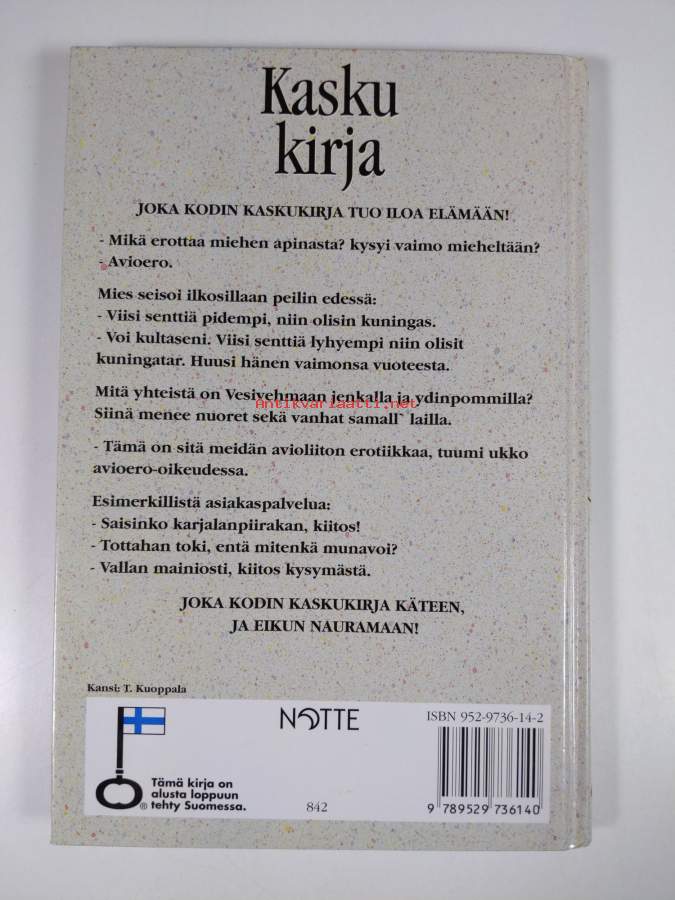 Kasku
kirja
JOKA KODIN KASKUKIRJA TUO ILOA ELÄMÄÄN!
- Mikä erottaa miehen apinasta? kysyi vaimo mieheltään?
- Avioero.
Mies seisoi ilkosillaan peilin edessä:
- Viisi senttiä pidempi, niin olisin kuningas.
- Voi kultaseni. Viisi senttiä lyhyempi niin olisit
kuningatar. Huusi hänen vaimonsa vuoteesta.
Mitä yhteistä on Vesivehmaan jenkalla ja ydinpommilla?
Antikvariaatti.net
Siinä menee nuoret sekä vanhat samall` lailla.
- Tämä on sitä meidän avioliiton erotiikkaa, tuumi ukko
avioero-oikeudessa.
Esimerkillistä asiakaspalvelua:
- Saisinko karjalanpiirakan, kiitos!
- Tottahan toki, entä mitenkä munavoi?
- Vallan mainiosti, kiitos kysymästä.
JOKA KODIN KASKUKIRJA KÄTEEN,
JA EIKUN NAURAMAAN!
Kansi: T. Kuoppala
NOTTE
ISBN 952-9736-14-2
Tämä kirja on
alusta loppuun
® tehty Suomessa.
842
9 789529 736140